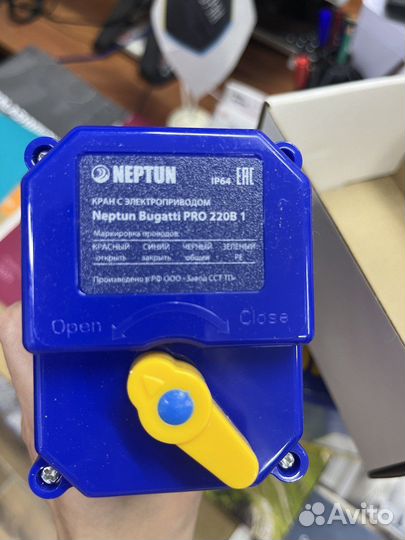 NEPTUN IP64 EAC
КРАН С ЭЛЕКТРОПРИВОДОМ
Neptun Bugatti PRO 220В 1
Маркировка проводов:
КРАСНЫЙ СИНИЙ ЧЕРНЫЙ ЗЕЛЕНЫЙ
открыть закрыть общий PE
Произведено в РФ ООО «Завод ССТ ТП»
Open Close
Avito